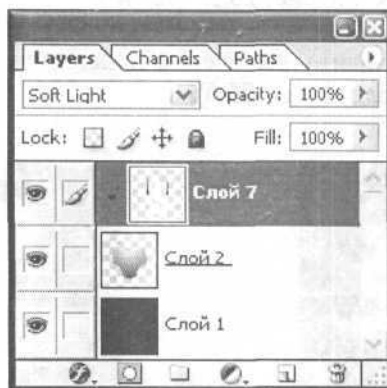 Layers Channels Paths
Soft Light Opacity: 100%
Lock: Fill: 100%
Слой 7
Слой 2
Слой 1